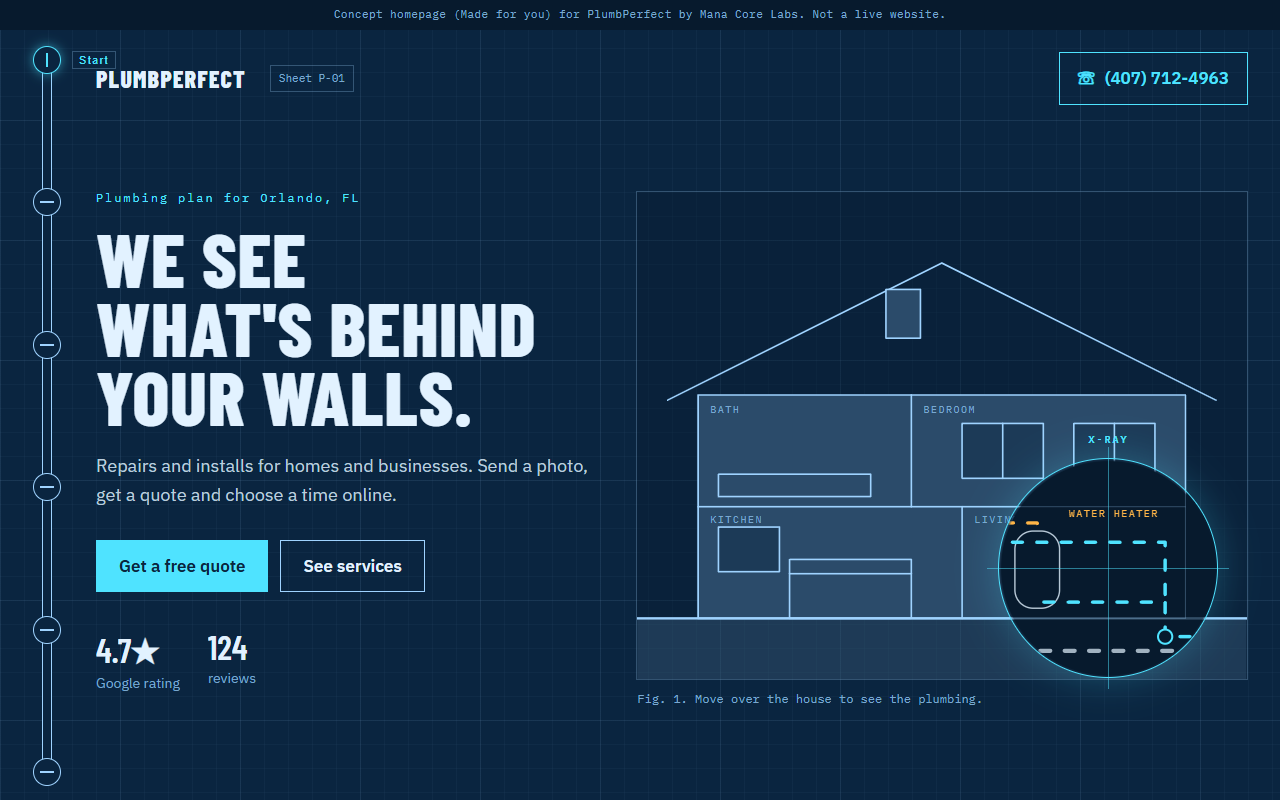 Concept homepage (Made for you) for PlumbPerfect by Mana Core Labs. Not a live website.
Start
PLUMBPERFECT
Sheet P-01
☎ (407) 712-4963
Plumbing plan for Orlando, FL
WE SEE
WHAT'S BEHIND
YOUR WALLS.
Repairs and installs for homes and businesses. Send a photo,
get a quote and choose a time online.
Get a free quote
See services
4.7★
Google rating
124
reviews
BATH
BEDROOM
X-RAY
KITCHEN
WATER HEATER
Fig. 1. Move over the house to see the plumbing.